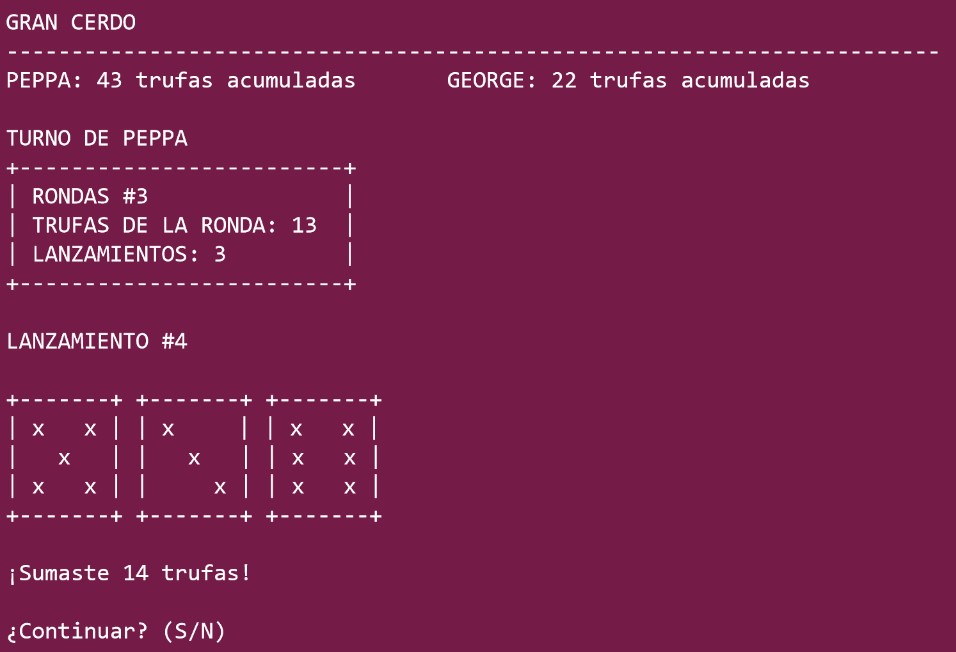 GRAN CERDO
------------------------------------------------------------------------
PEPPA: 43 trufas acumuladas       GEORGE: 22 trufas acumuladas
TURNO DE PEPPA
+-------------------------+
| RONDAS #3               |
| TRUFAS DE LA RONDA: 13  |
| LANZAMIENTOS: 3         |
+-------------------------+
LANZAMIENTO #4
+-------+ +-------+ +-------+
| x   x | | x     | | x   x |
|   x   | |   x   | | x   x |
| x   x | |     x | | x   x |
+-------+ +-------+ +-------+
¡Sumaste 14 trufas!
¿Continuar? (S/N)